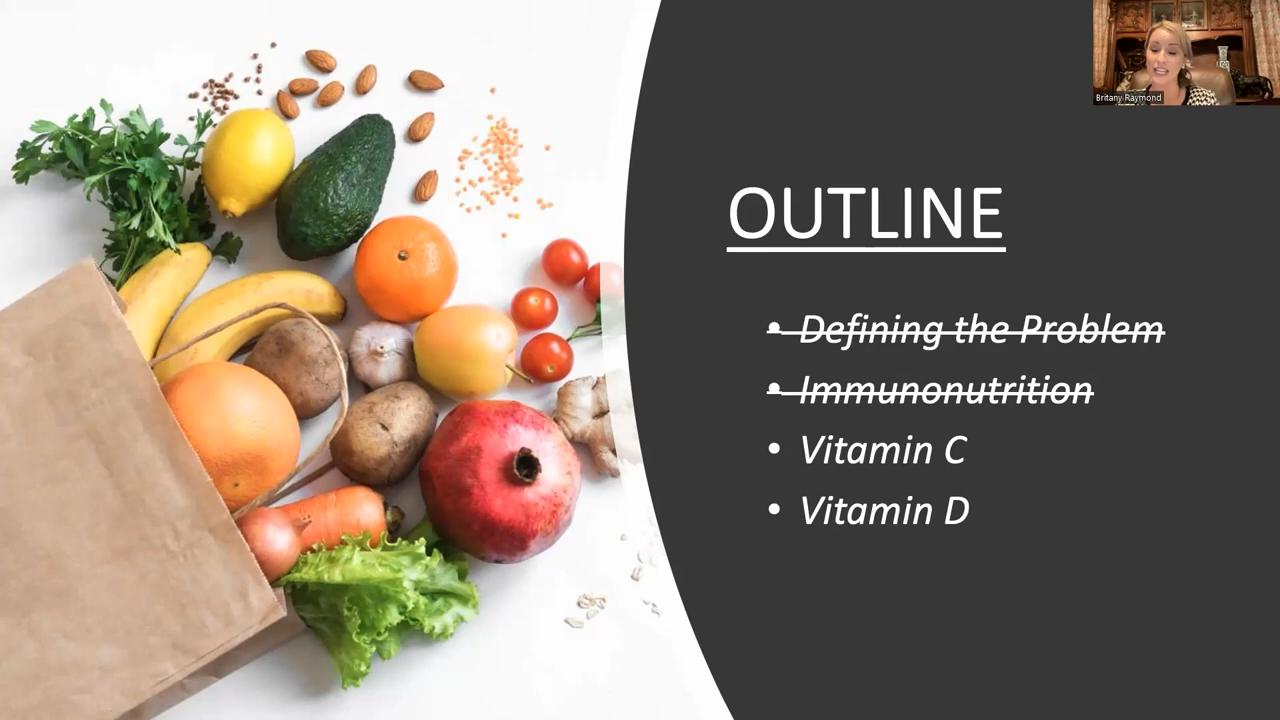 Britany Raymond
OUTLINE
• Defining the Problem
• Immunonutrition
• Vitamin C
• Vitamin D